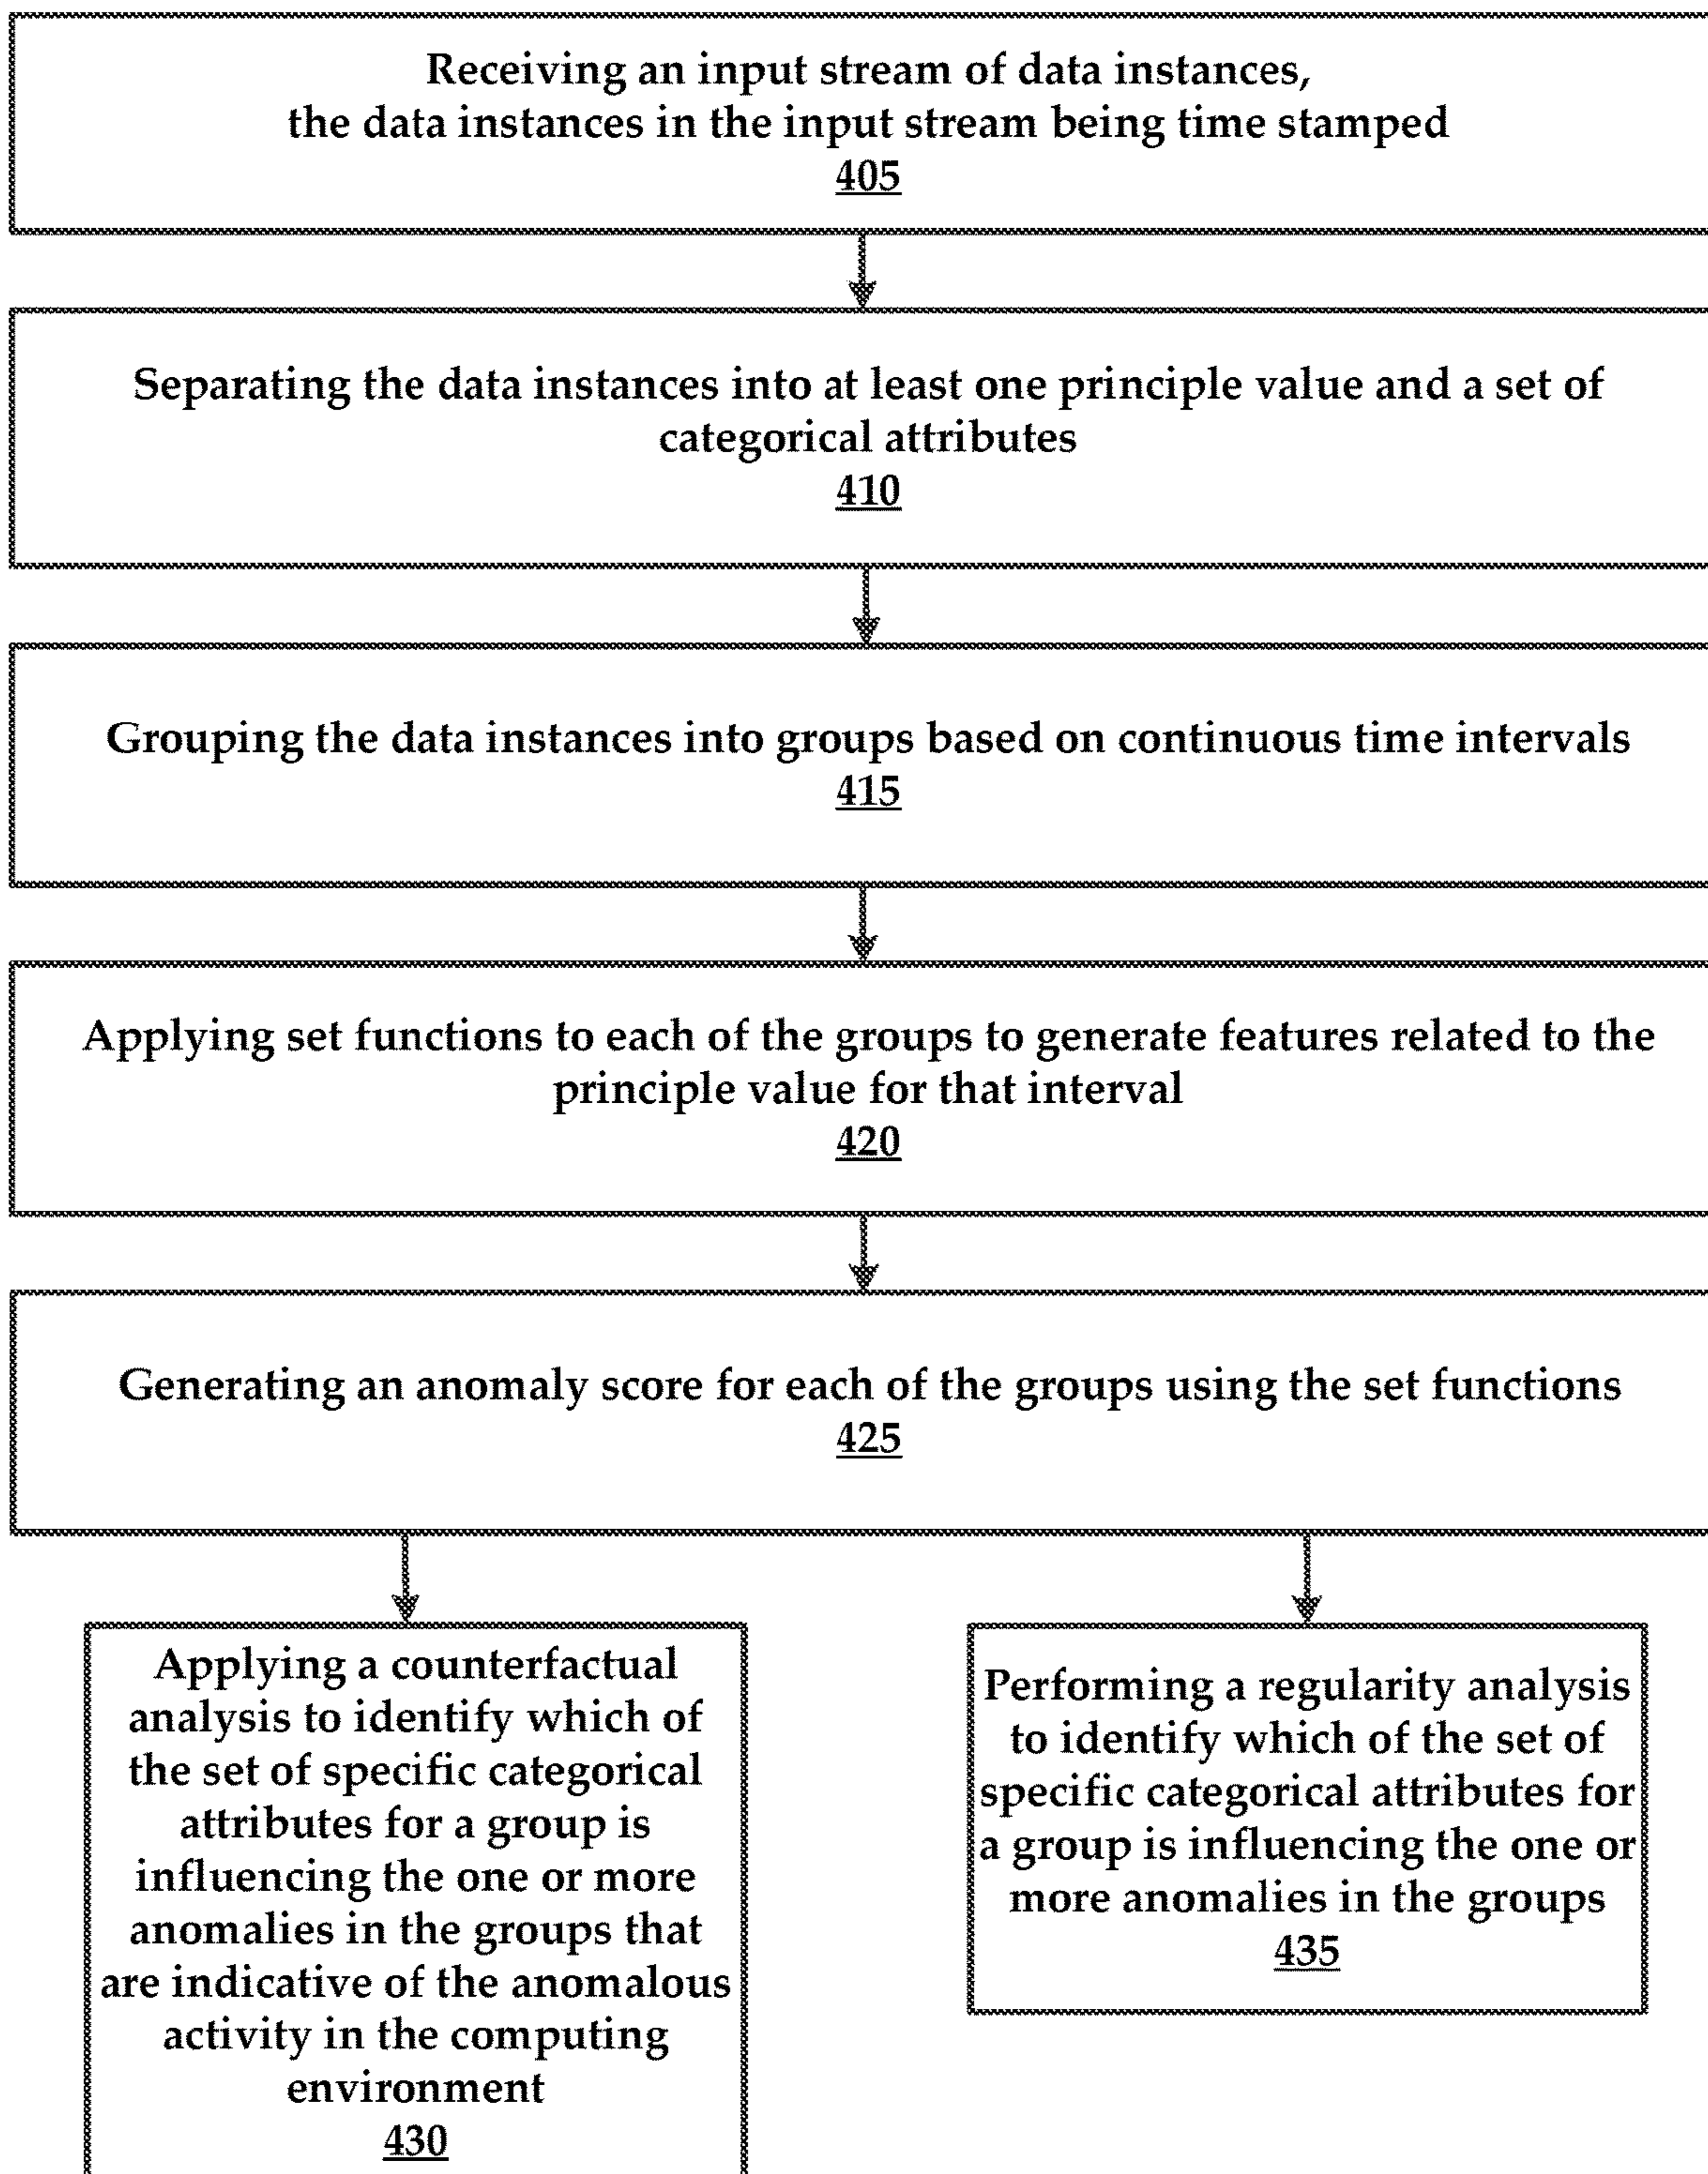 Receiving an input stream of data instances,
the data instances in the input stream being time stamped
405
Separating the data instances into at least one principle value and a set of
categorical attributes
410
Grouping the data instances into groups based on continuous time intervals
415
Applying set functions to each of the groups to generate features related to the
principle value for that interval
420
Generating an anomaly score for each of the groups using the set functions
425
Applying a counterfactual
analysis to identify which of
the set of specific categorical
attributes for a group is
influencing the one or more
anomalies in the groups that
are indicative of the anomalous
activity in the computing
environment
430
Performing a regularity analysis
to identify which of the set of
specific categorical attributes for
a group is influencing the one or
more anomalies in the groups
435